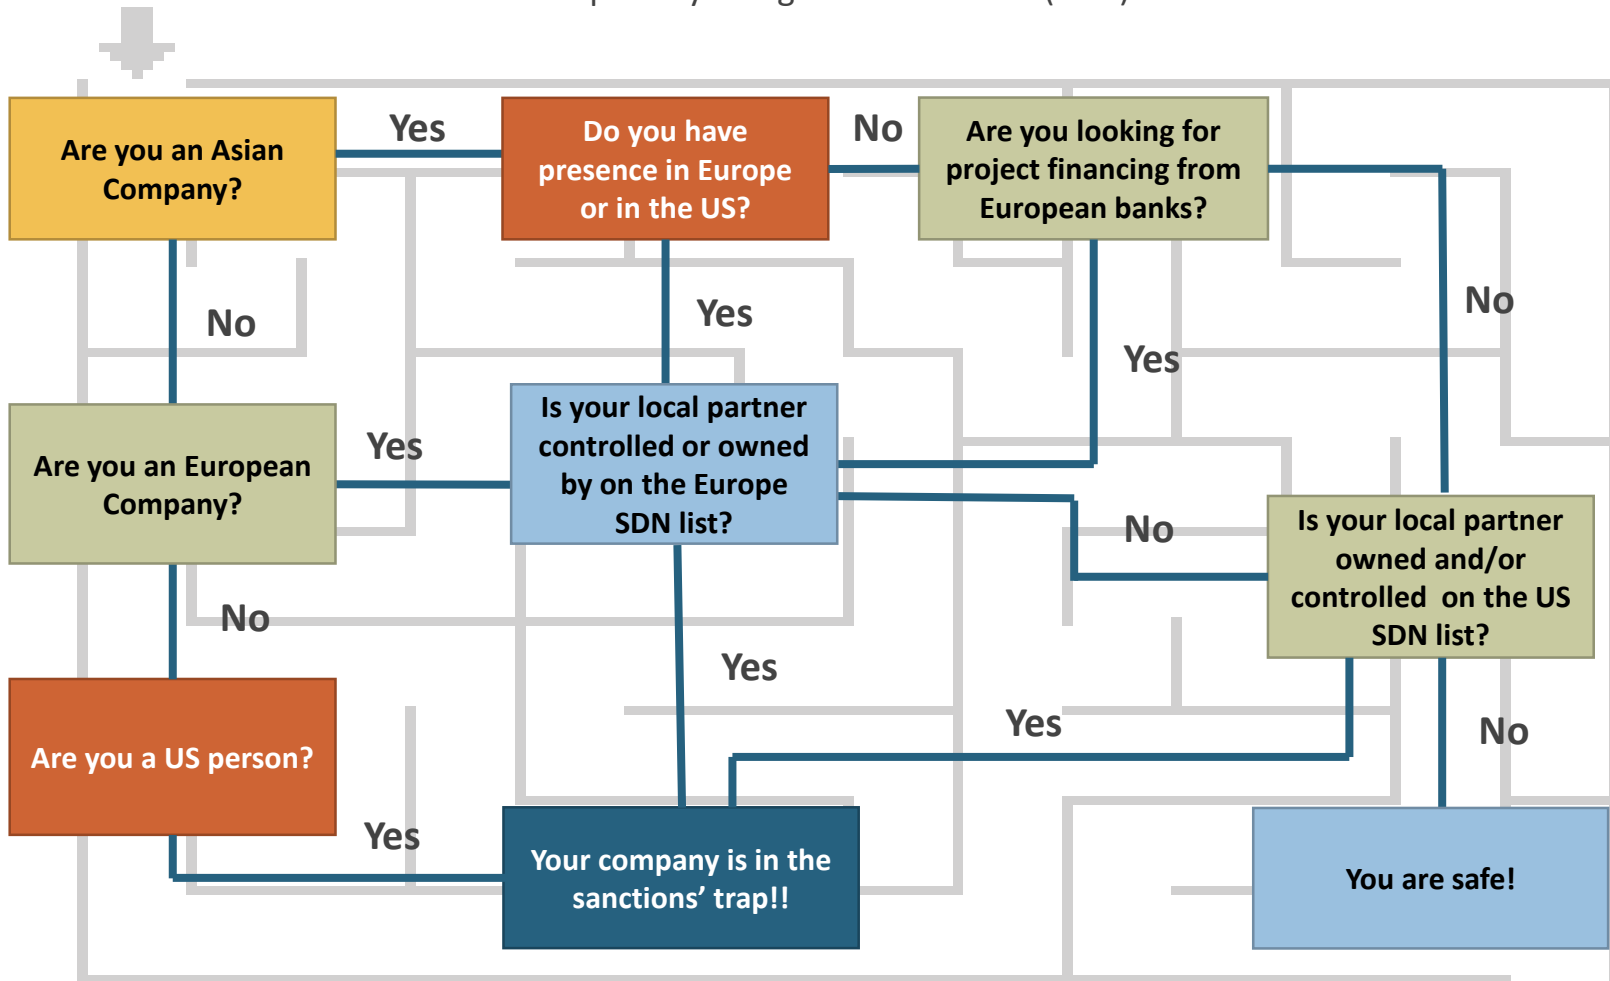 Are you an Asian
Company?
Yes
Do you have
presence in Europe
or in the US?
No
Are you looking for
project financing from
European banks?
No
Yes
No
Yes
Are you an European
Company?
Yes
Is your local partner
controlled or owned
by on the Europe
SDN list?
No
Is your local partner
owned and/or
controlled on the US
SDN list?
No
Yes
Yes
No
Are you a US person?
Yes
Your company is in the
sanctions’ trap!!
You are safe!